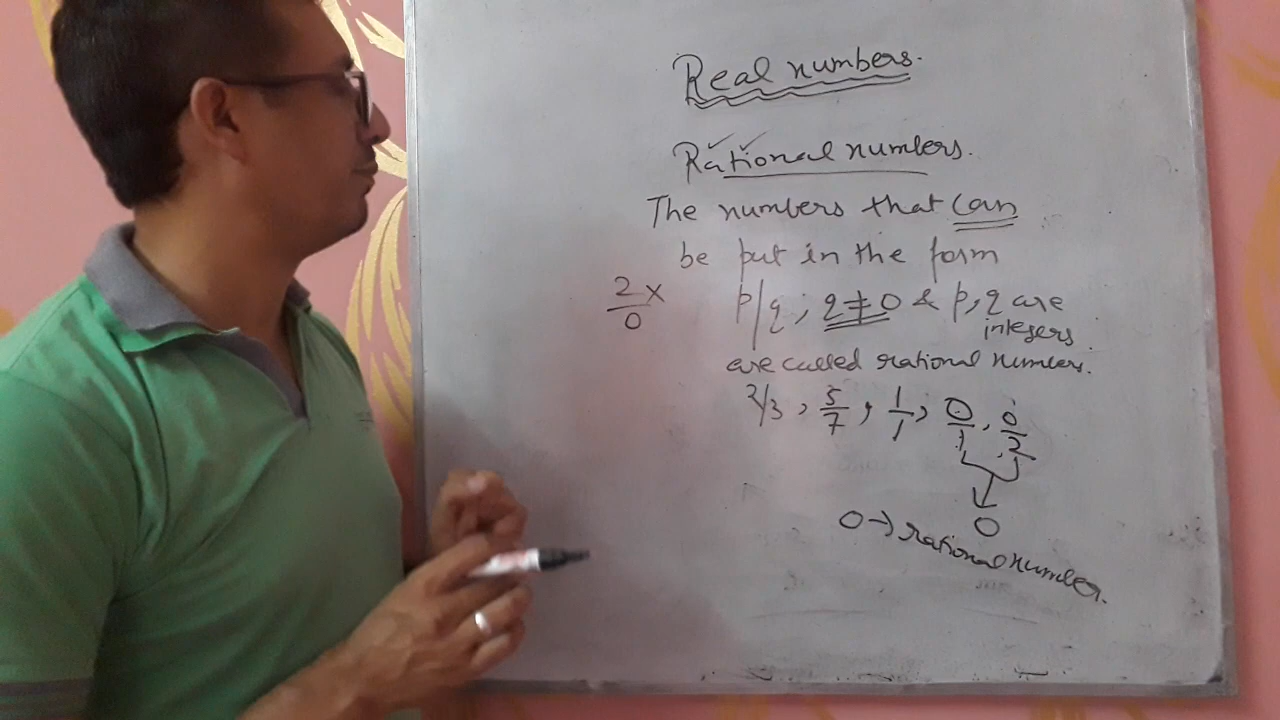 Real numbers.
Rational numbers.
The numbers that can
be put in the form
p/q ; q ≠ 0 & p, q are
integers.
2/0 ×
are called rational numbers.
2/3 , 5/7 , 1/1 , 0/1 , 0/2
0
0 → rational number.